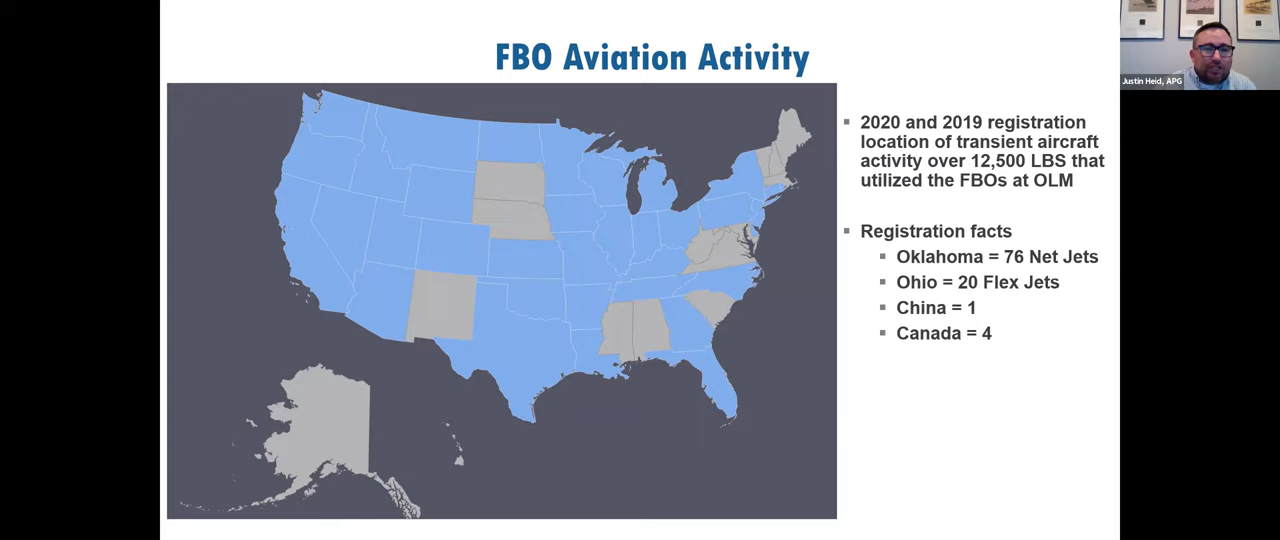 FBO Aviation Activity
Justin Heid, APG
2020 and 2019 registration
location of transient aircraft
activity over 12,500 LBS that
utilized the FBOs at OLM
Registration facts
Oklahoma = 76 Net Jets
Ohio = 20 Flex Jets
China = 1
Canada = 4